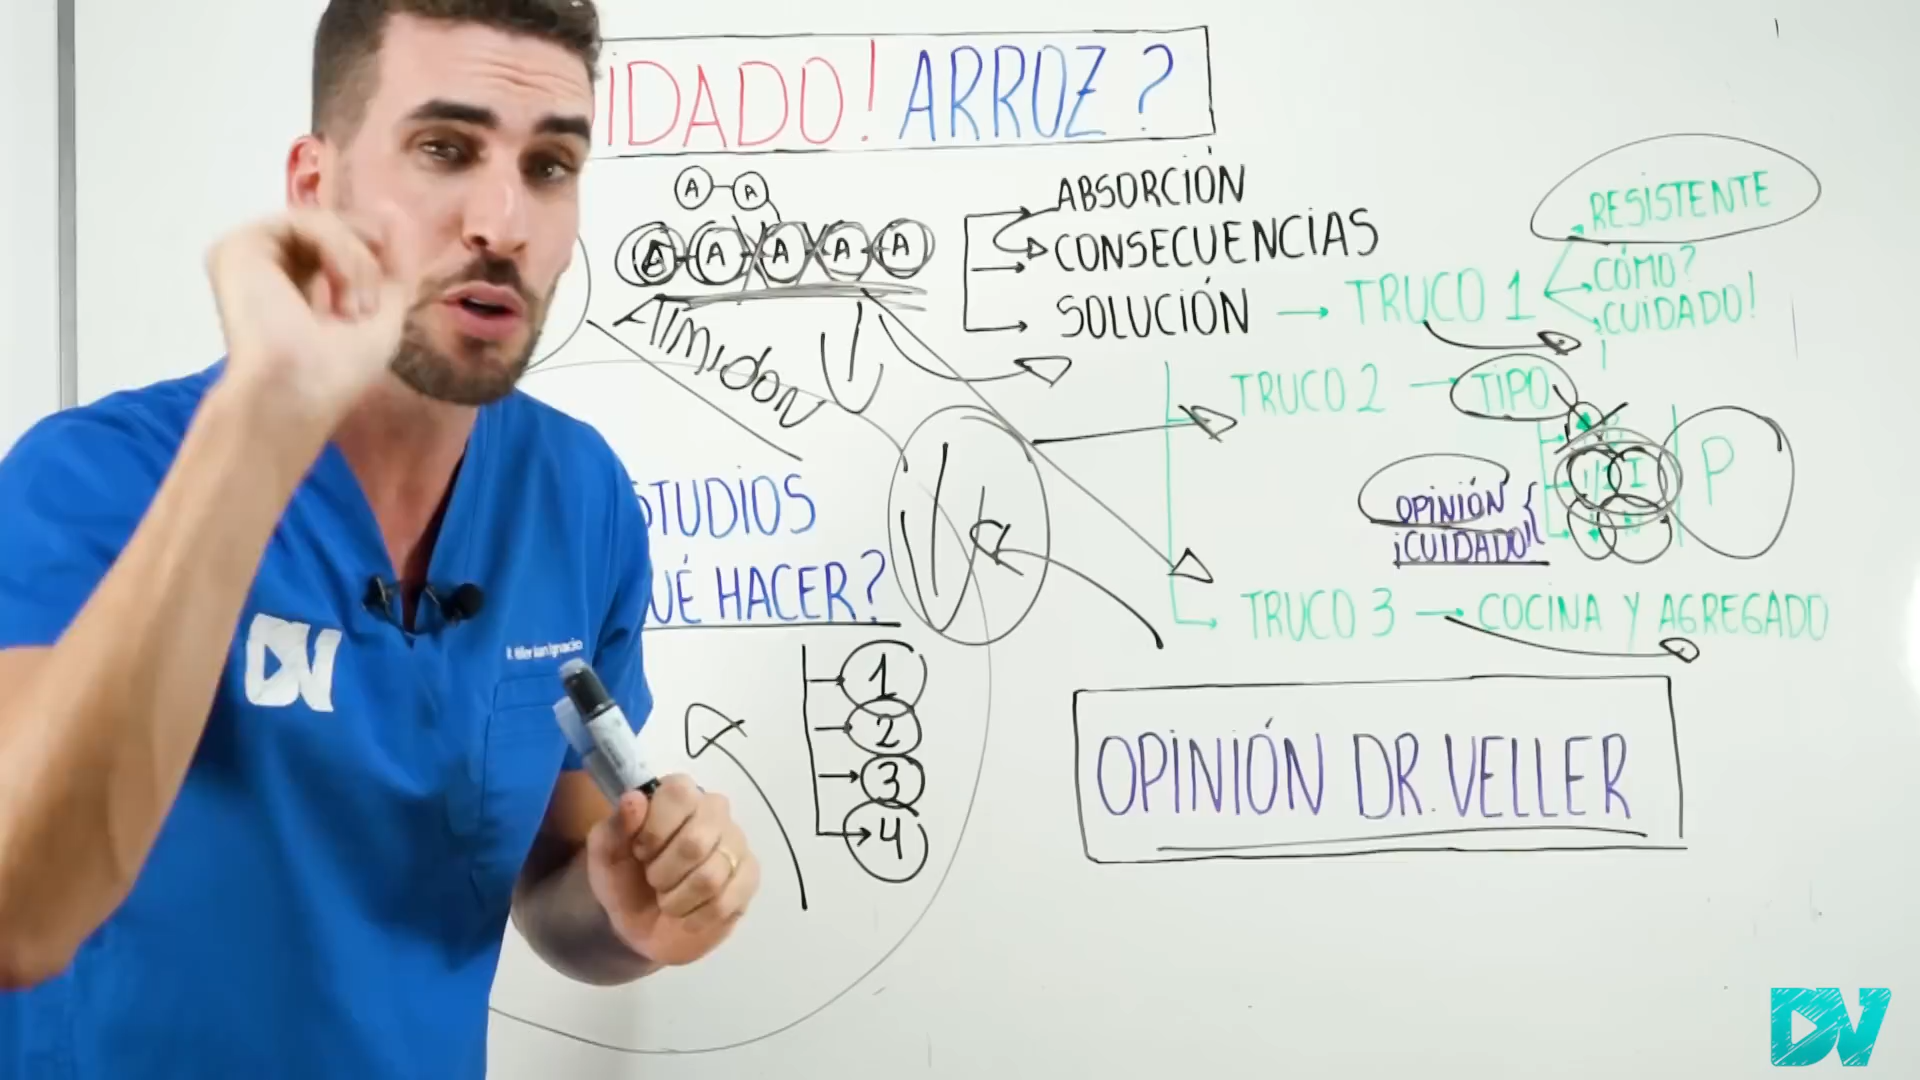 IDADO! ARROZ?
A A
A A A A A
ALMIDON
ABSORCIÓN
CONSECUENCIAS
SOLUCIÓN → TRUCO 1
RESISTENTE
CÓMO?
CUIDADO!
TRUCO 2 → TIPO
P
OPINIÓN
¡CUIDADO!
TRUCO 3 → COCINA Y AGREGADO
STUDIOS
UÉ HACER?
1
2
3
4
OPINIÓN DR. VELLER
DV
DV